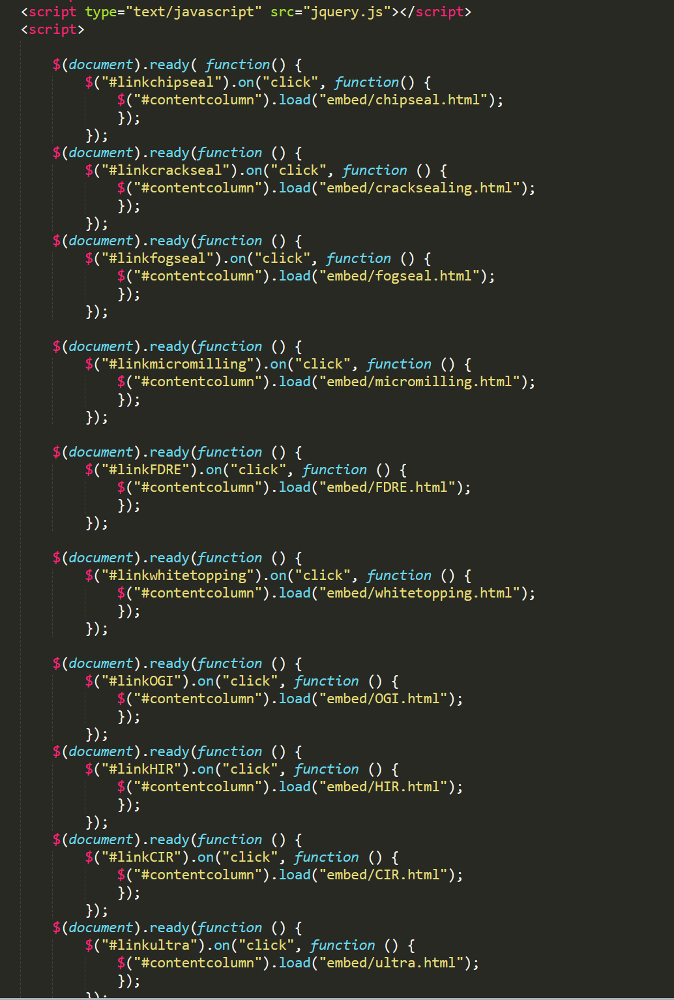 <script type="text/javascript" src="jquery.js"></script>
<script>
$(document).ready( function() {
$("#linkchipseal").on("click", function() {
$("#contentcolumn").load("embed/chipseal.html");
});
});
$(document).ready(function () {
$("#linkcrackseal").on("click", function () {
$("#contentcolumn").load("embed/cracksealing.html");
});
});
$(document).ready(function () {
$("#linkfogseal").on("click", function () {
$("#contentcolumn").load("embed/fogseal.html");
});
});
$(document).ready(function () {
$("#linkmicromilling").on("click", function () {
$("#contentcolumn").load("embed/micromilling.html");
});
});
$(document).ready(function () {
$("#linkFDRE").on("click", function () {
$("#contentcolumn").load("embed/FDRE.html");
});
});
$(document).ready(function () {
$("#linkwhitetopping").on("click", function () {
$("#contentcolumn").load("embed/whitetopping.html");
});
});
$(document).ready(function () {
$("#linkOGI").on("click", function () {
$("#contentcolumn").load("embed/OGI.html");
});
});
$(document).ready(function () {
$("#linkHIR").on("click", function () {
$("#contentcolumn").load("embed/HIR.html");
});
});
$(document).ready(function () {
$("#linkCIR").on("click", function () {
$("#contentcolumn").load("embed/CIR.html");
});
});
$(document).ready(function () {
$("#linkultra").on("click", function () {
$("#contentcolumn").load("embed/ultra.html");
});
});